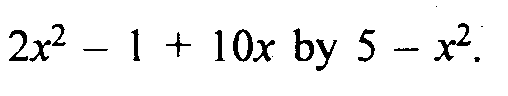 2x² – 1 + 10x by 5 – x².